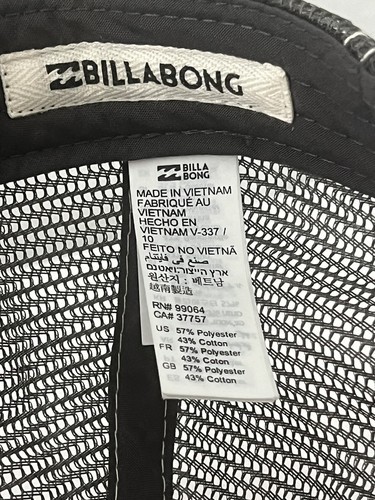 BILLABONG
BILLA
BONG
MADE IN VIETNAM
FABRIQUÉ AU
VIETNAM
HECHO EN
VIETNAM V-337 /
10
FEITO NO VIETNÃ
صنع في فيتنام
ארץ הייצור:ויאטנם
원산지 : 베트남
越南製造
RN# 99064
CA# 37757
US 57% Polyester
43% Cotton
FR 57% Polyester
43% Cotton
GB 57% Polyester
43% Cotton